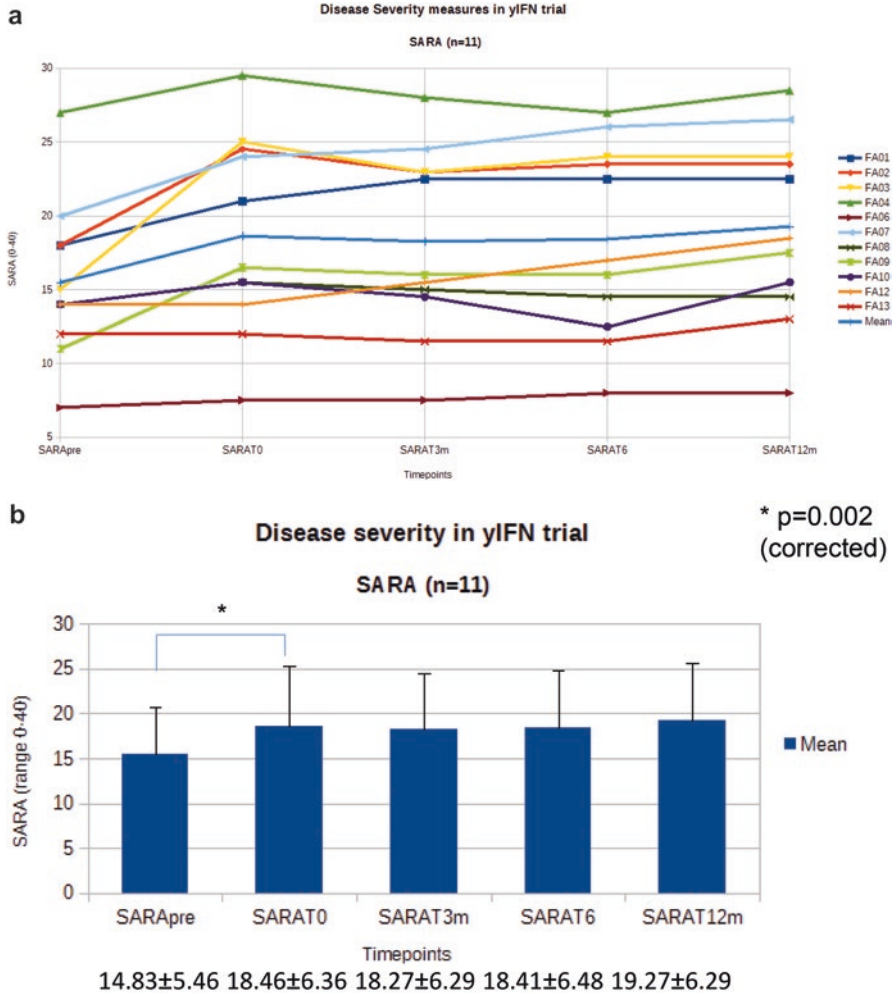 a
Disease Severity measures in yIFN trial
SARA (n=11)
SARA (0-40)
30
25
20
15
10
5
SARApre
SARAT0
SARAT3m
SARAT6
SARAT12m
Timepoints
FA01
FA02
FA03
FA04
FA06
FA07
FA08
FA09
FA10
FA12
FA13
Mean
b
Disease severity in yIFN trial
* p=0.002
(corrected)
SARA (n=11)
*
SARA (range 0-40)
30
25
20
15
10
5
0
SARApre
SARAT0
SARAT3m
SARAT6
SARAT12m
Timepoints
Mean
14.83±5.46 18.46±6.36 18.27±6.29 18.41±6.48 19.27±6.29